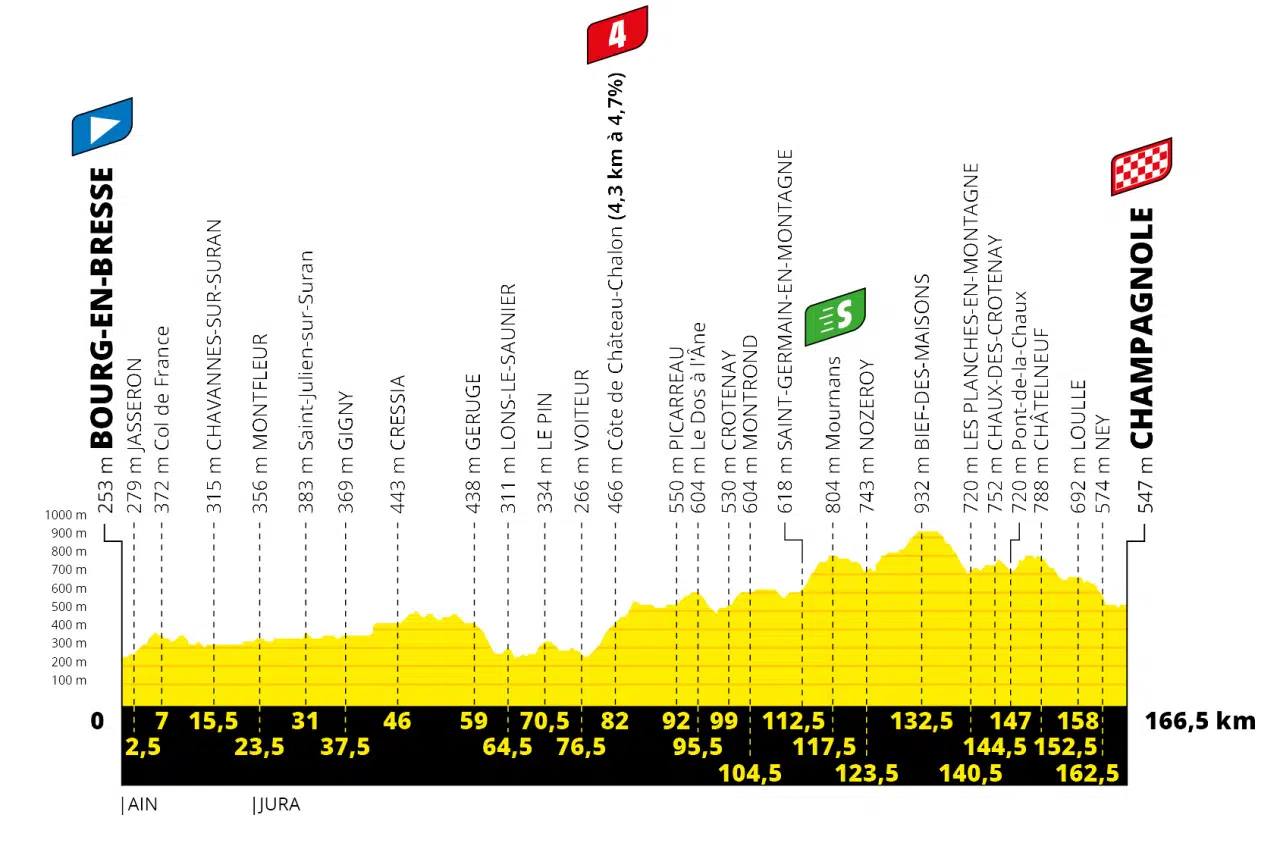 4
BOURG-EN-BRESSE
253 m
279 m JASSERON
372 m Col de France
315 m CHAVANNES-SUR-SURAN
356 m MONTFLEUR
383 m Saint-Julien-sur-Suran
369 m GIGNY
443 m CRESSIA
438 m GERUGE
311 m LONS-LE-SAUNIER
334 m LE PIN
266 m VOITEUR
466 m Côte de Château-Chalon (4,3 km à 4,7%)
550 m PICARREAU
604 m Le Dos à l'Âne
530 m CROTENAY
604 m MONTROND
618 m SAINT-GERMAIN-EN-MONTAGNE
S
804 m Mournans
743 m NOZEROY
932 m BIEF-DES-MAISONS
720 m LES PLANCHES-EN-MONTAGNE
752 m CHAUX-DES-CROTENAY
720 m Pont-de-la-Chaux
788 m CHÂTELNEUF
692 m LOULLE
574 m NEY
547 m
CHAMPAGNOLE
1000 m
900 m
800 m
700 m
600 m
500 m
400 m
300 m
200 m
100 m
0 7 15,5 31 46 59 70,5 82 92 99 112,5 132,5 147 158 166,5 km
2,5 23,5 37,5 64,5 76,5 95,5 117,5 144,5 152,5
104,5 123,5 140,5 162,5
|AIN |JURA